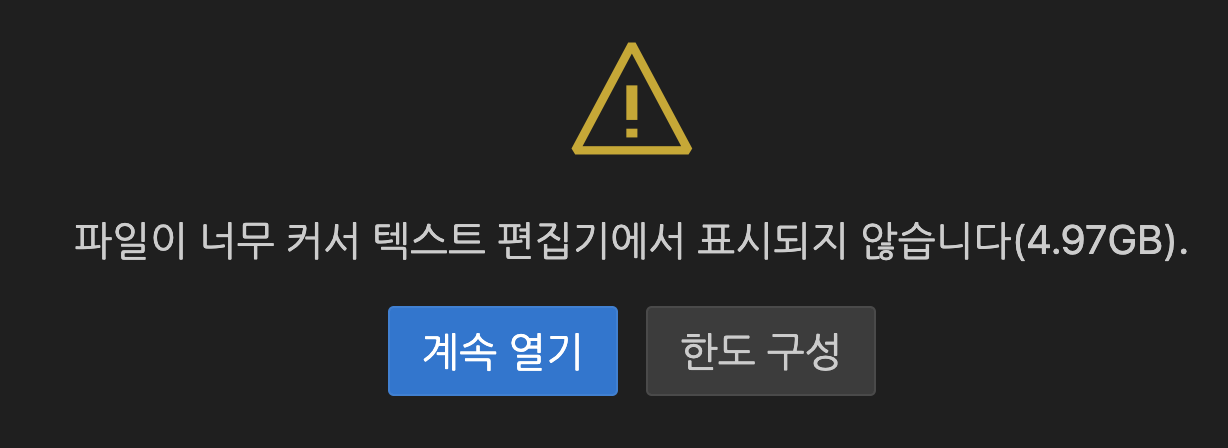 파일이 너무 커서 텍스트 편집기에서 표시되지 않습니다(4.97GB).
계속 열기
한도 구성